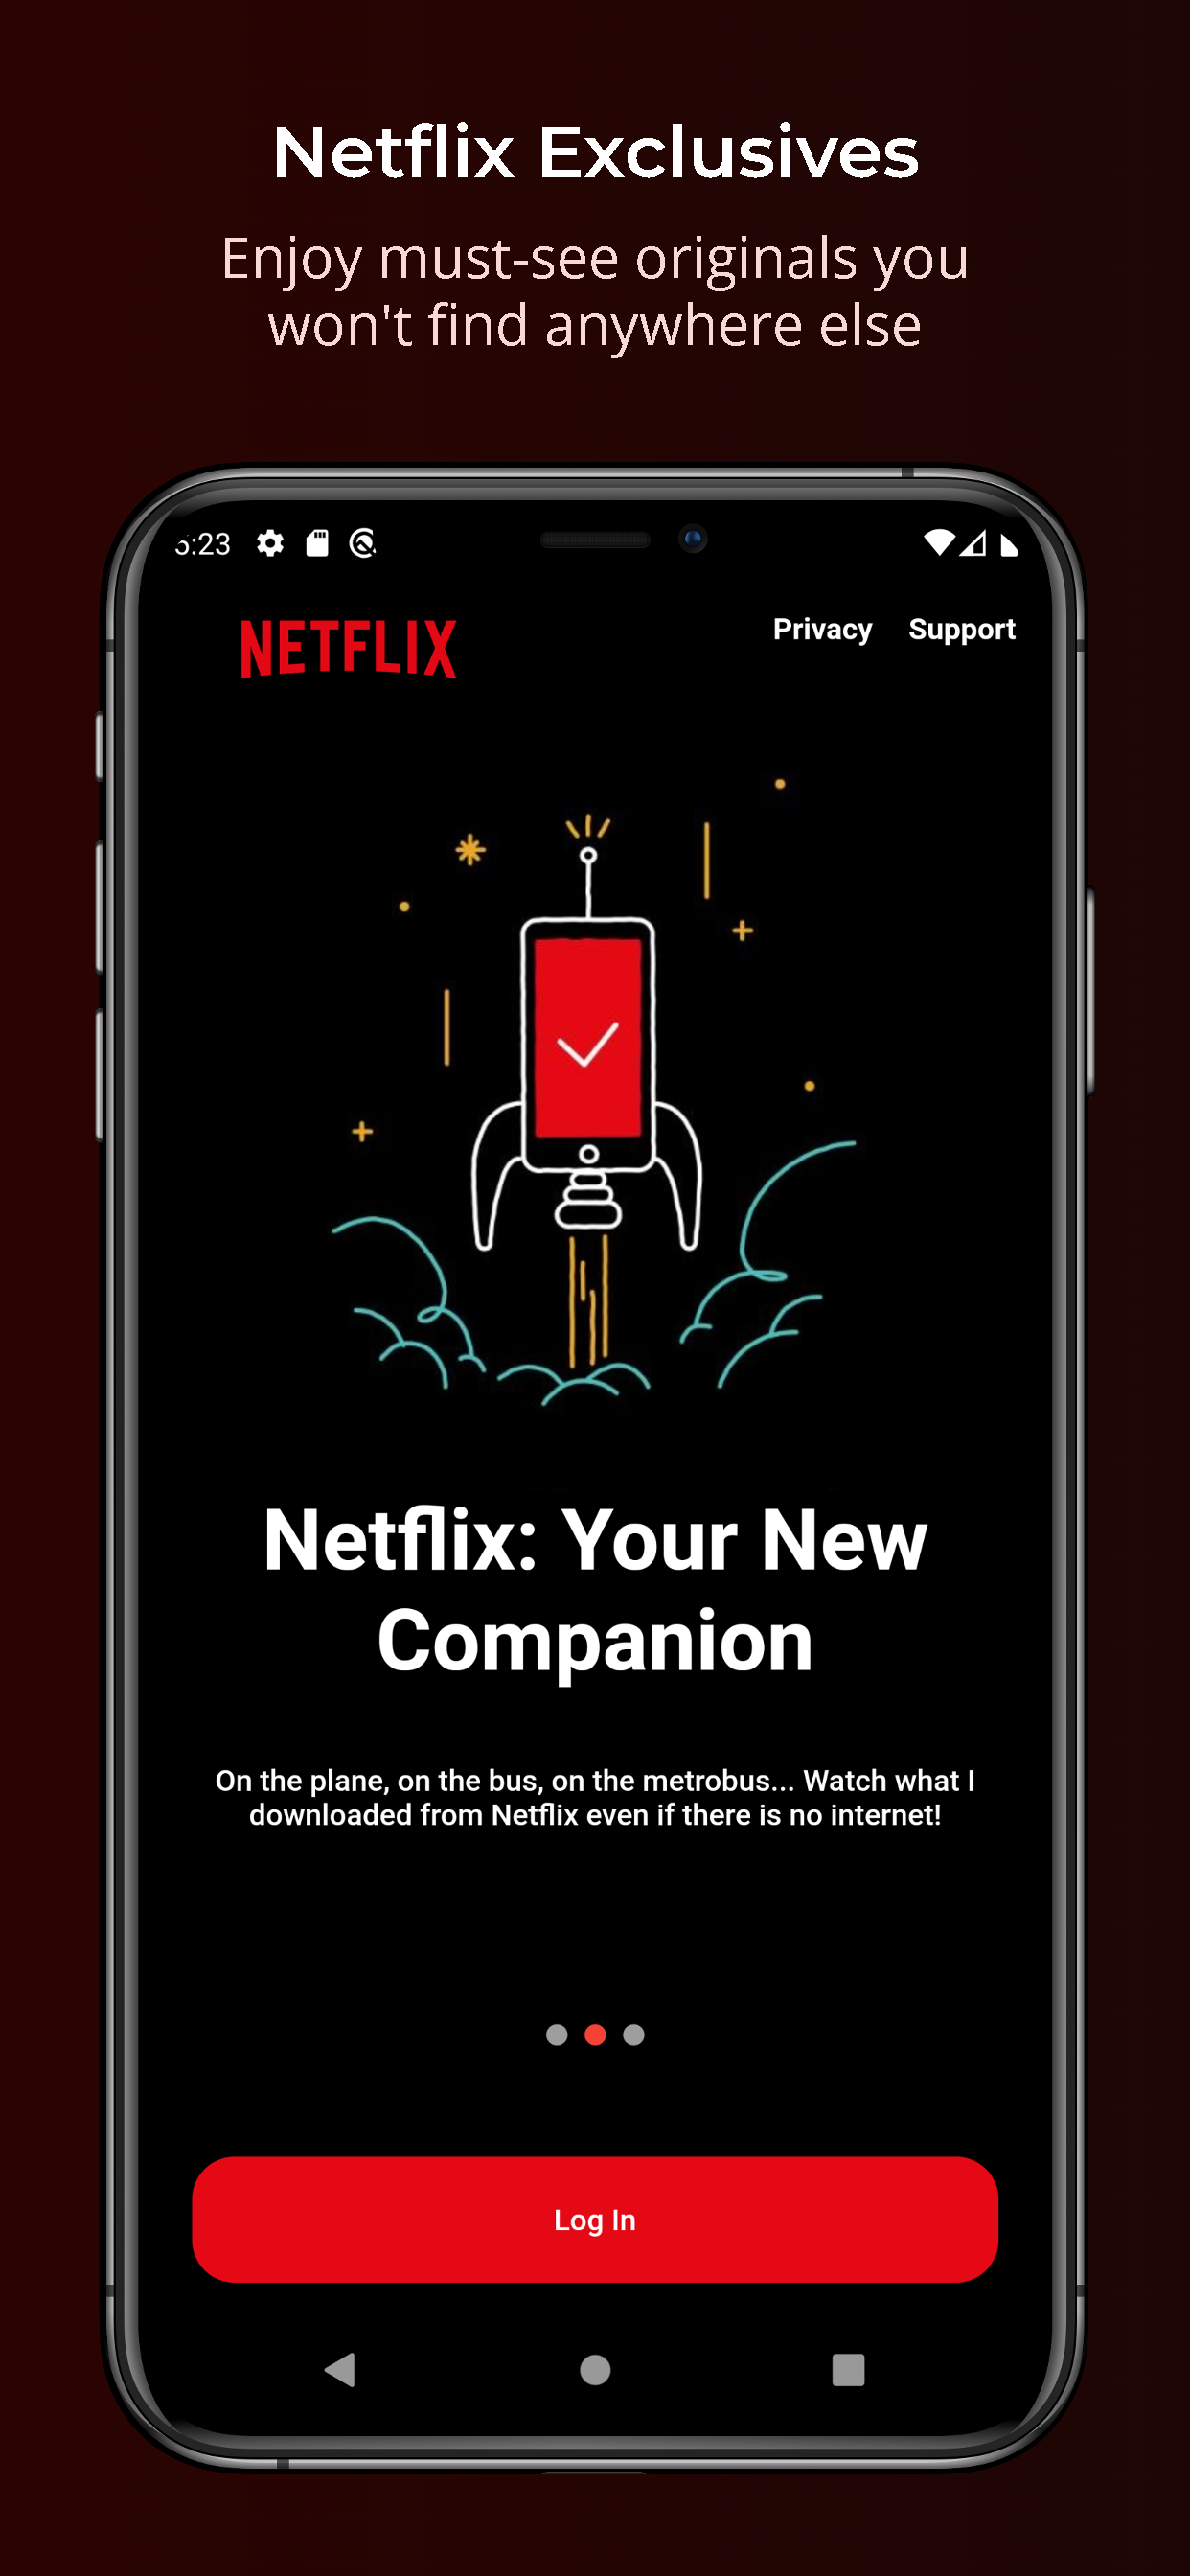 Netflix Exclusives
Enjoy must-see originals you
won't find anywhere else
:23
NETFLIX
Privacy Support
Netflix: Your New
Companion
On the plane, on the bus, on the metrobus... Watch what I
downloaded from Netflix even if there is no internet!
Log In